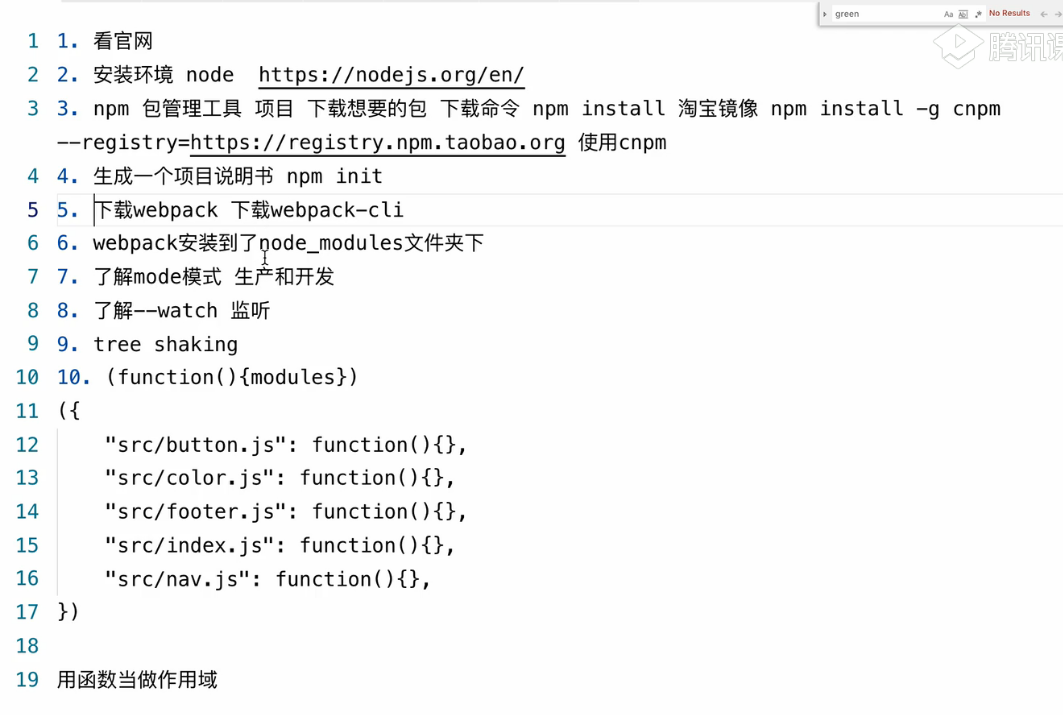 green
Aa
No Results
腾讯课
1 1. 看官网
2 2. 安装环境 node https://nodejs.org/en/
3 3. npm 包管理工具 项目 下载想要的包 下载命令 npm install 淘宝镜像 npm install -g cnpm
--registry=https://registry.npm.taobao.org 使用cnpm
4 4. 生成一个项目说明书 npm init
5 5. 下载webpack 下载webpack-cli
6 6. webpack安装到了node_modules文件夹下
7 7. 了解mode模式 生产和开发
8 8. 了解--watch 监听
9 9. tree shaking
10 10. (function(){modules})
11 ({
12 "src/button.js": function(){},
13 "src/color.js": function(){},
14 "src/footer.js": function(){},
15 "src/index.js": function(){},
16 "src/nav.js": function(){},
17 })
18
19 用函数当做作用域